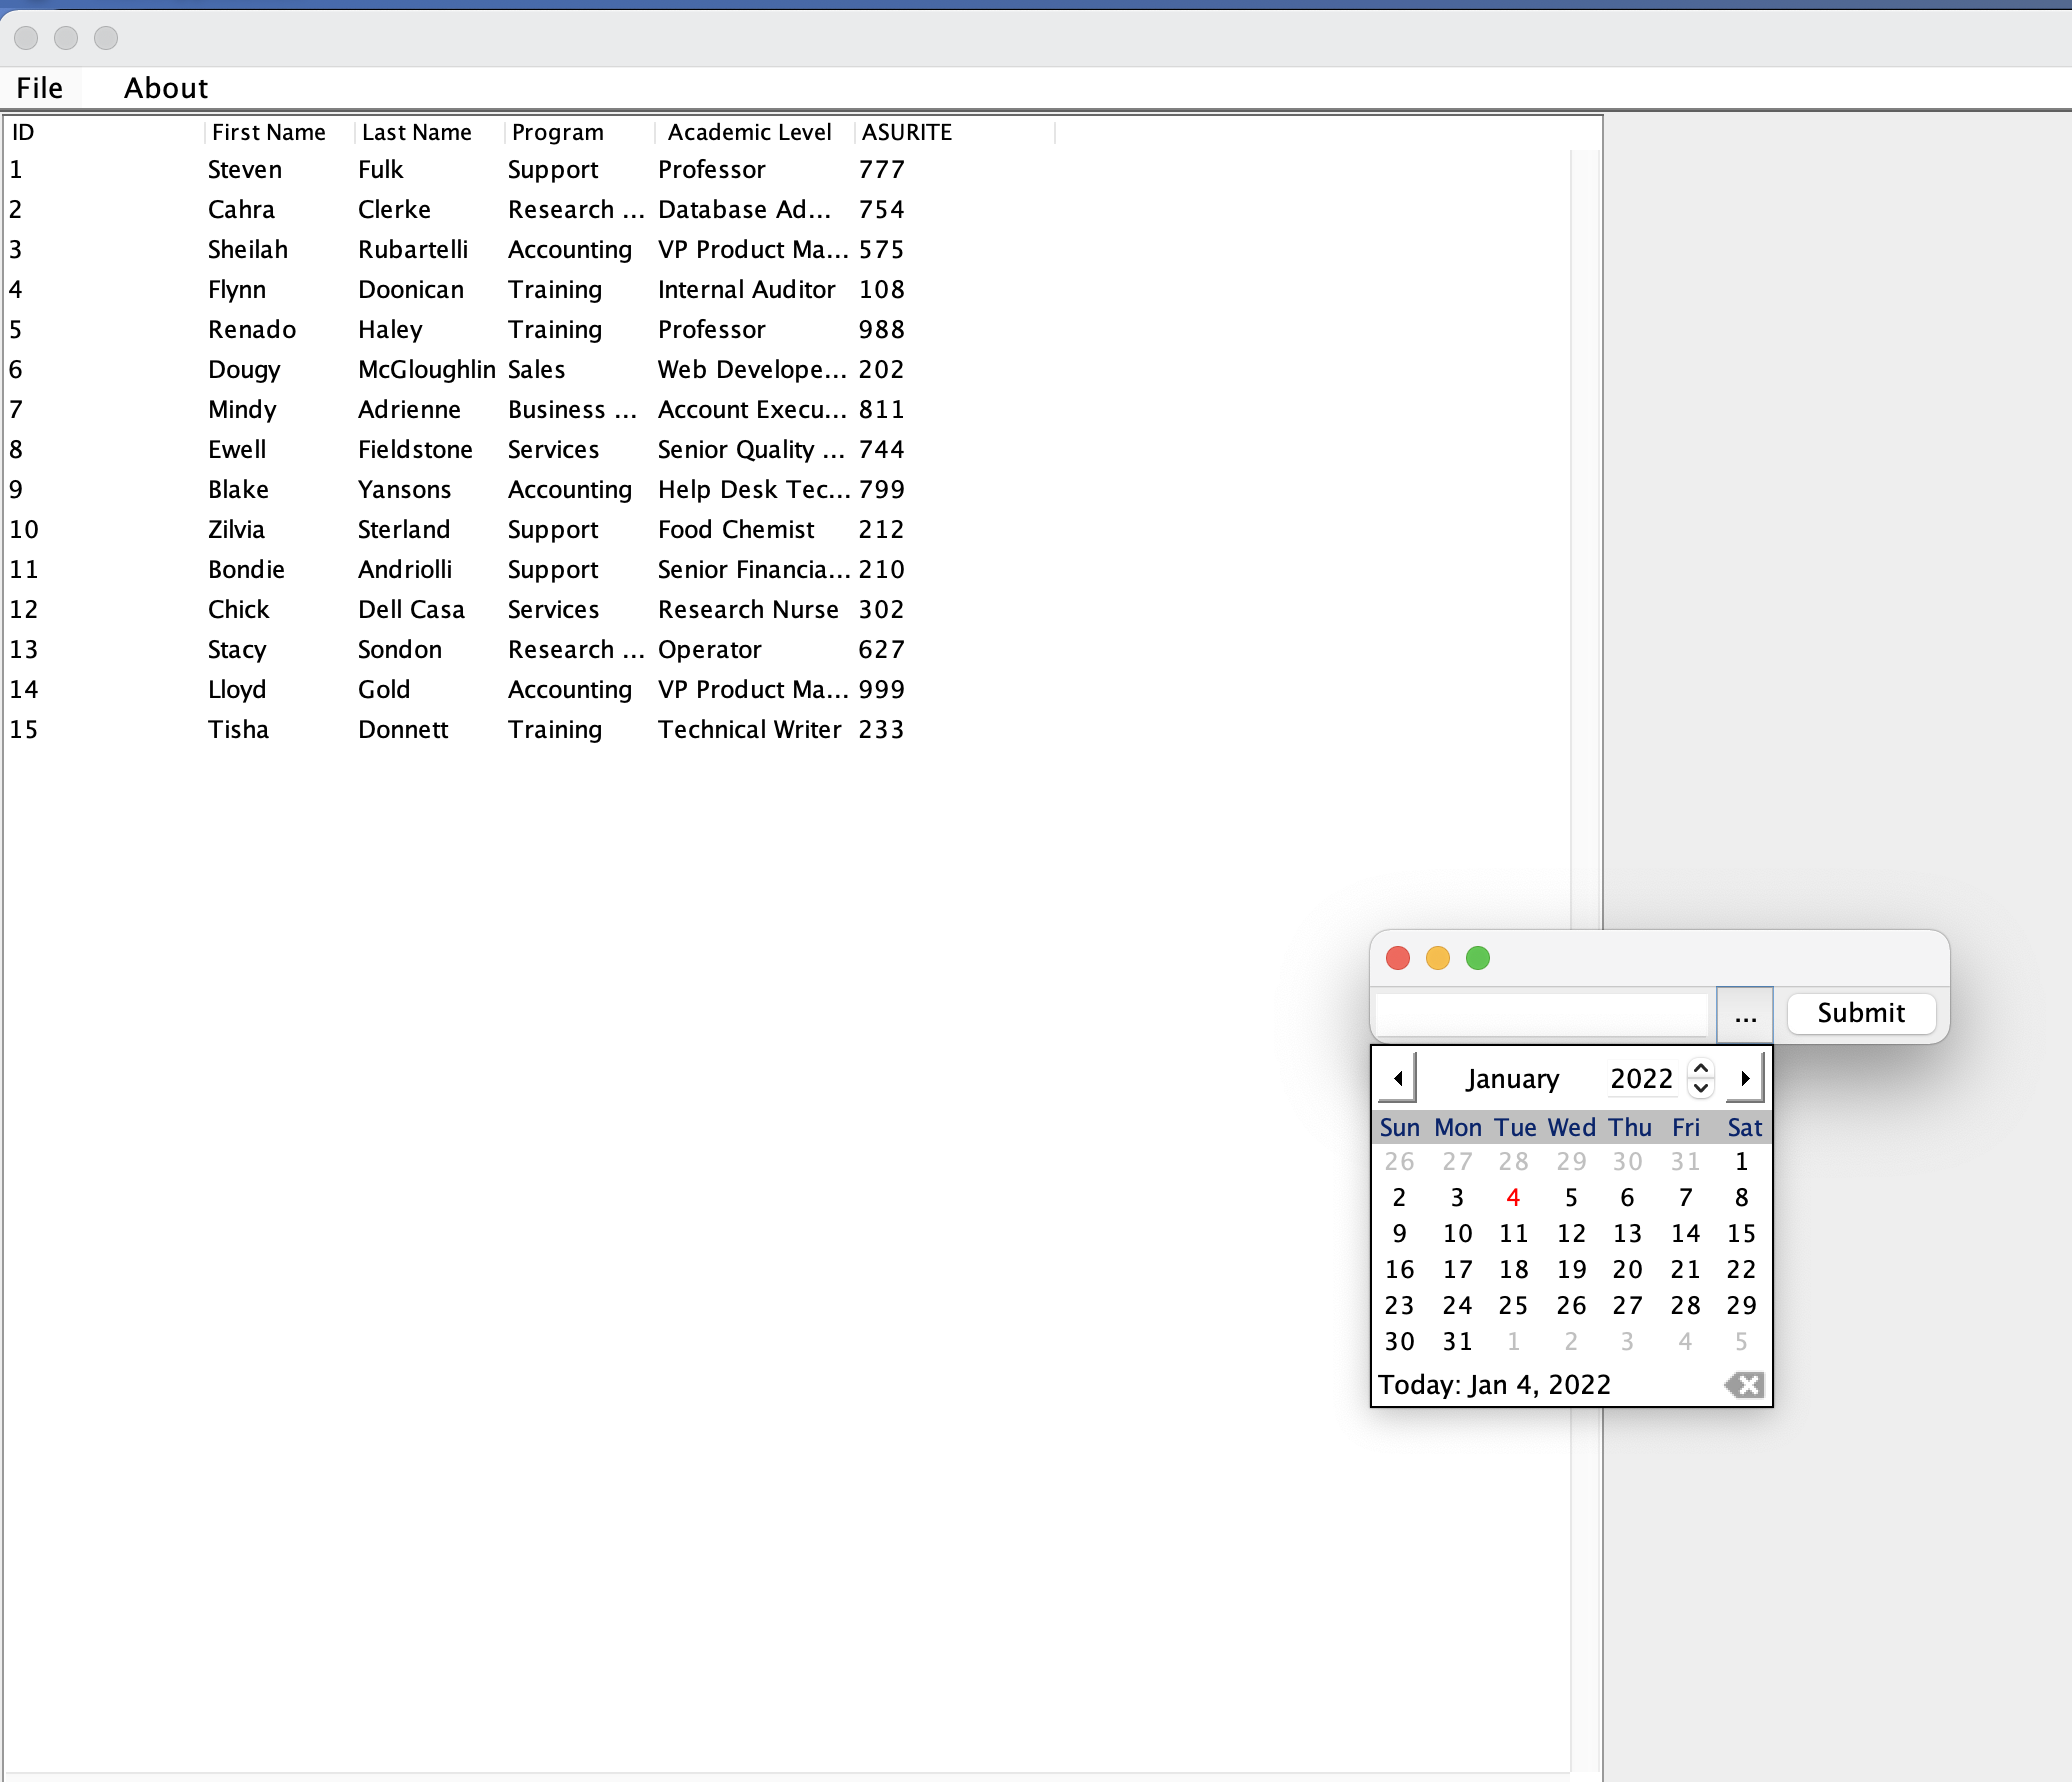 File About
ID First Name Last Name Program Academic Level ASURITE
1 Steven Fulk Support Professor 777
2 Cahra Clerke Research ... Database Ad... 754
3 Sheilah Rubartelli Accounting VP Product Ma... 575
4 Flynn Doonican Training Internal Auditor 108
5 Renado Haley Training Professor 988
6 Dougy McGloughlin Sales Web Develope... 202
7 Mindy Adrienne Business ... Account Execu... 811
8 Ewell Fieldstone Services Senior Quality ... 744
9 Blake Yansons Accounting Help Desk Tec... 799
10 Zilvia Sterland Support Food Chemist 212
11 Bondie Andriolli Support Senior Financia... 210
12 Chick Dell Casa Services Research Nurse 302
13 Stacy Sondon Research ... Operator 627
14 Lloyd Gold Accounting VP Product Ma... 999
15 Tisha Donnett Training Technical Writer 233
... Submit
January 2022
Sun Mon Tue Wed Thu Fri Sat
26 27 28 29 30 31 1
2 3 4 5 6 7 8
9 10 11 12 13 14 15
16 17 18 19 20 21 22
23 24 25 26 27 28 29
30 31 1 2 3 4 5
Today: Jan 4, 2022